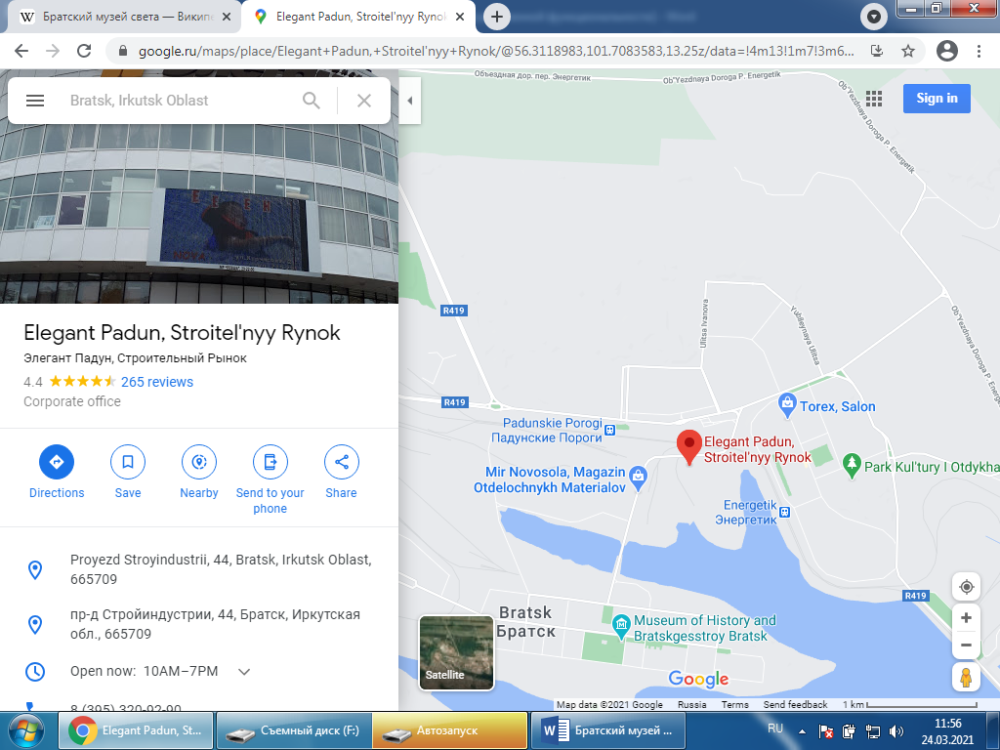 Братский музей света — Викип
Elegant Padun, Stroitel'nyy Rynok
google.ru/maps/place/Elegant+Padun,+Stroitel'nyy+Rynok/@56.3118983,101.7083583,13.25z/data=!4m13!1m7!3m6...
Bratsk, Irkutsk Oblast
Sign in
Elegant Padun, Stroitel'nyy Rynok
Элегант Падун, Строительный Рынок
4.4 265 reviews
Corporate office
Directions
Save
Nearby
Send to your
phone
Share
Proyezd Stroyindustrii, 44, Bratsk, Irkutsk Oblast,
665709
пр-д Стройиндустрии, 44, Братск, Иркутская
обл., 665709
Open now: 10AM–7PM
8 (395) 320-92-90
Объездная дор. пер. Энергетик
Ob'Yezdnaya Doroga P. Energetik
Ob'Yezdnaya Doroga P. Energetik
Ob'Yezdnaya Doroga P. Energetik
R419
Ulitsa Ivanova
Yubileynaya Ulitsa
R419
Torex, Salon
Padunskie Porogi
Падунские Пороги
Elegant Padun,
Stroitel'nyy Rynok
Mir Novosola, Magazin
Otdelochnykh Materialov
Park Kul'tury I Otdykha
Energetik
Энергетик
R419
Bratsk
Братск
Museum of History and
Bratskgesstroy Bratsk
Satellite
Google
Map data ©2021 Google Russia Terms Send feedback 1 km
Elegant Padun, St...
Съемный диск (F:)
Автозапуск
Братский музей ...
RU
11:56
24.03.2021